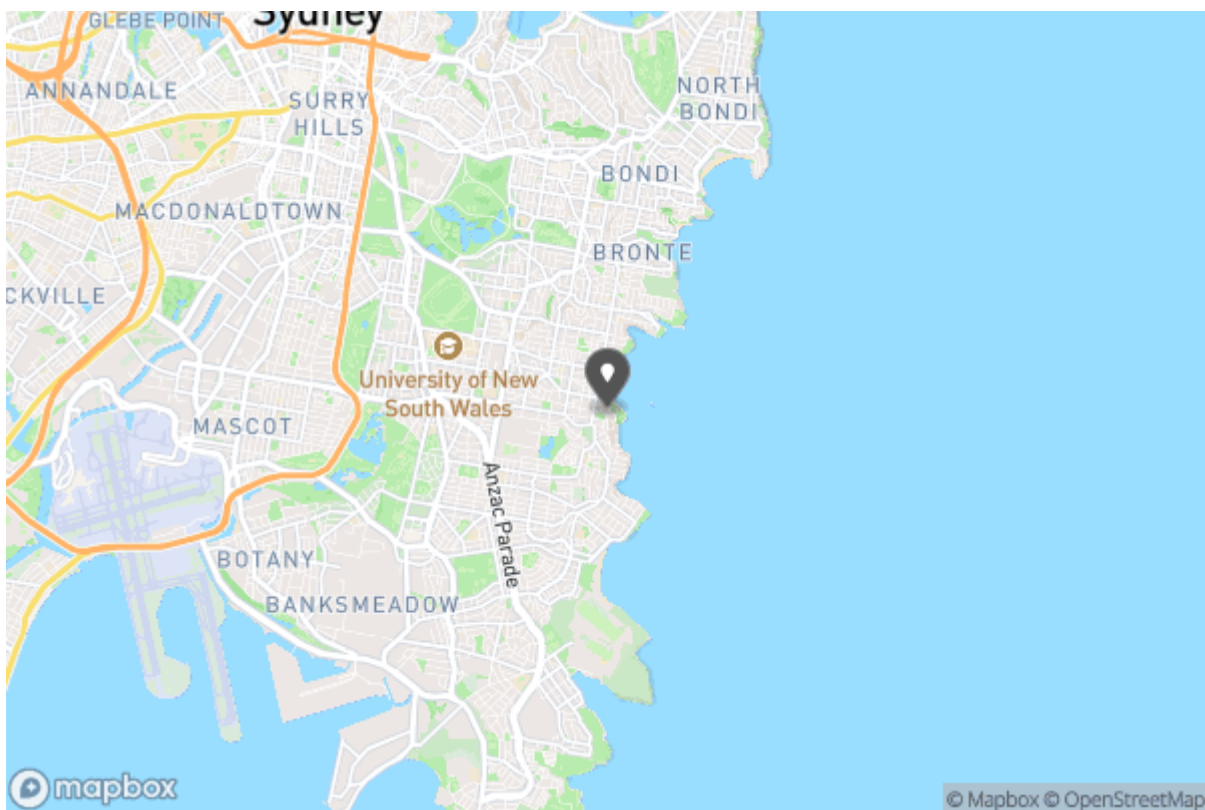 GLEBE POINT
Sydney
ANNANDALE
SURRY
HILLS
NORTH
BONDI
BONDI
MACDONALDTOWN
BRONTE
CKVILLE
University of New
South Wales
MASCOT
Anzac Parade
BOTANY
BANKSMEADOW
mapbox
© Mapbox © OpenStreetMap